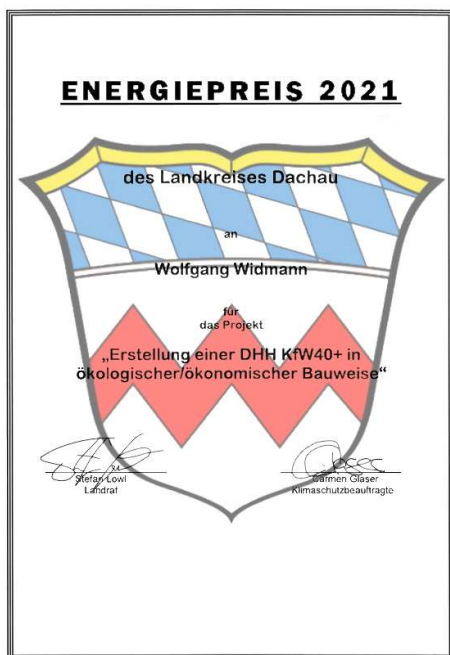 ENERGIEPREIS 2021
des Landkreises Dachau
an
Wolfgang Widmann
für
das Projekt
„Erstellung einer DHH KfW40+ in
ökologischer/ökonomischer Bauweise“
Stefan Löwl
Landrat
Carmen Glaser
Klimaschutzbeauftragte